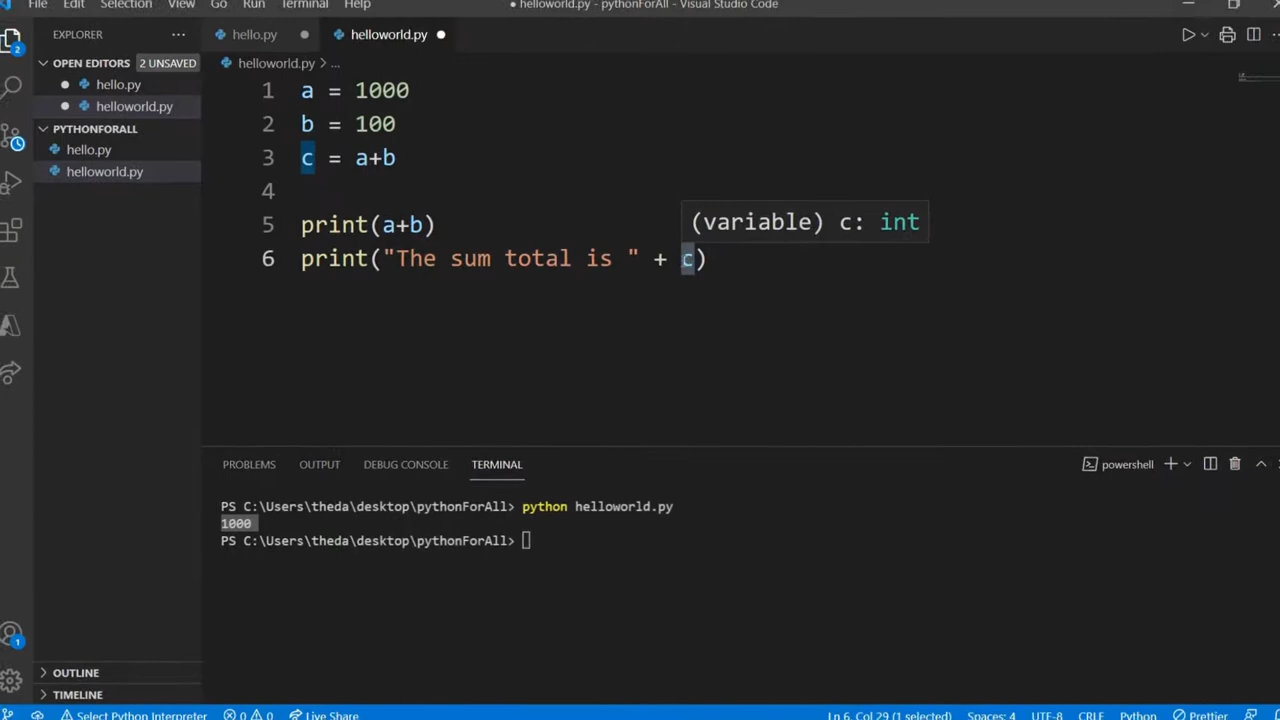 File Edit Selection View Go Run Terminal Help ● helloworld.py - pythonForAll - Visual Studio Code
EXPLORER ··· hello.py ● helloworld.py ●
OPEN EDITORS 2 UNSAVED helloworld.py > ...
● hello.py
● helloworld.py
PYTHONFORALL
hello.py
helloworld.py
1 a = 1000
2 b = 100
3 c = a+b
4
5 print(a+b)
(variable) c: int
6 print("The sum total is " + c)
PROBLEMS OUTPUT DEBUG CONSOLE TERMINAL powershell
PS C:\Users\theda\desktop\pythonForAll> python helloworld.py
1000
PS C:\Users\theda\desktop\pythonForAll>
2
1
OUTLINE
TIMELINE
Select Python Interpreter 0 0 Live Share Ln 6, Col 29 (1 selected) Spaces: 4 UTF-8 CRLF Python Prettier